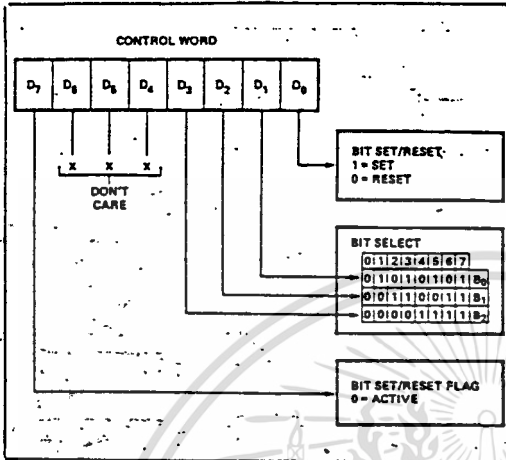 CONTROL WORD
D7 D6 D5 D4 D3 D2 D1 D0
X X X
DON'T
CARE
BIT SET/RESET
1 = SET
0 = RESET
BIT SELECT
0 1 2 3 4 5 6 7
0 1 0 1 0 1 0 1 B0
0 0 1 1 0 0 1 1 B1
0 0 0 0 1 1 1 1 B2
BIT SET/RESET FLAG
0 = ACTIVE